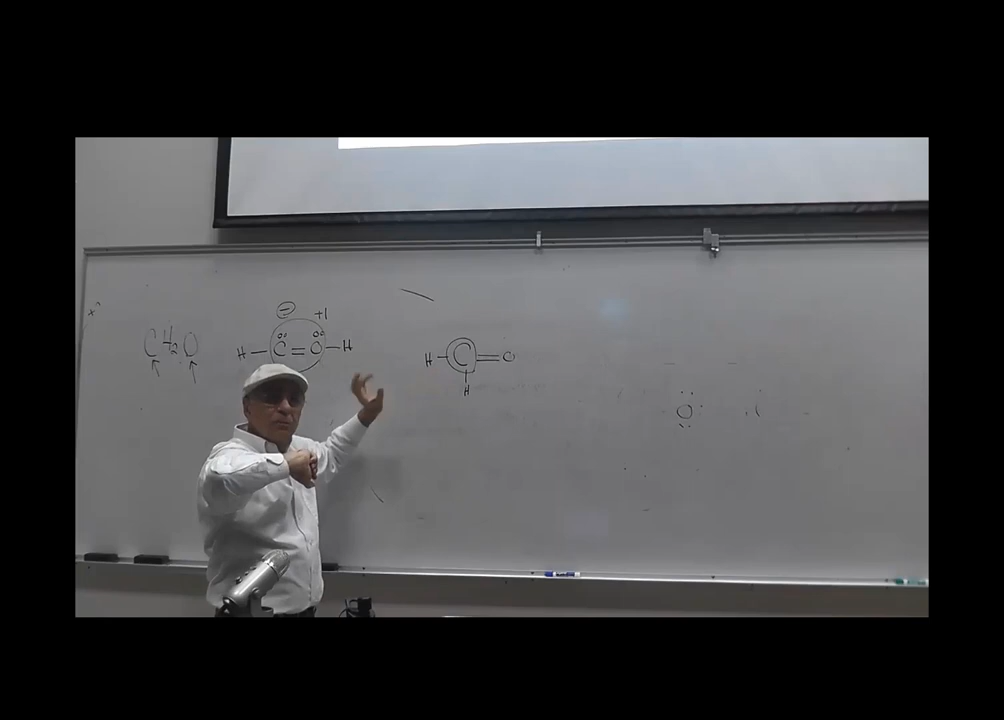 CH₂O
⊖ +1
H — C = O — H
H — C = O
H
O